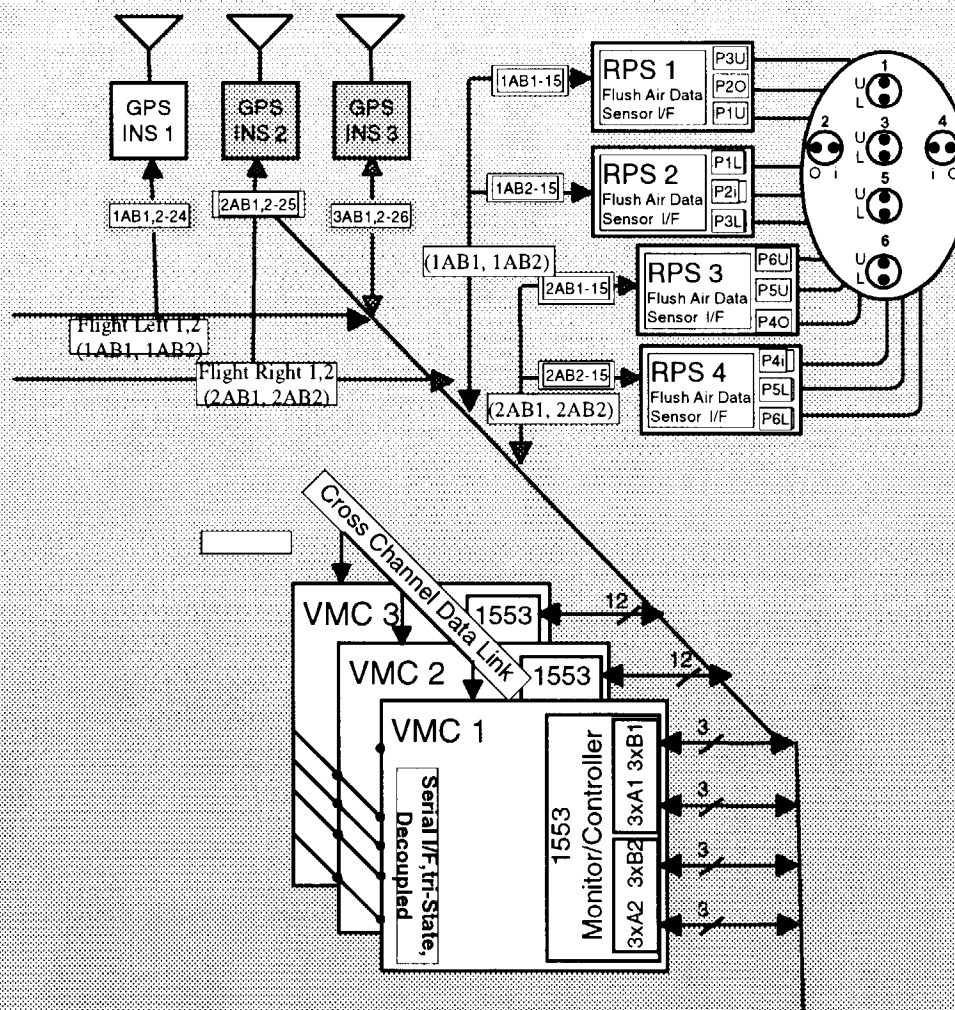 GPS
INS 1
GPS
INS 2
GPS
INS 3
1AB1,2-24
2AB1,2-25
3AB1,2-26
Flight Left 1,2
(1AB1, 1AB2)
Flight Right 1,2
(2AB1, 2AB2)
1AB1-15
1AB2-15
(1AB1, 1AB2)
2AB1-15
2AB2-15
(2AB1, 2AB2)
RPS 1
Flush Air Data
Sensor I/F
P3U
P2O
P1U
RPS 2
Flush Air Data
Sensor I/F
P1L
P2i
P3L
RPS 3
Flush Air Data
Sensor I/F
P6U
P5U
P4O
RPS 4
Flush Air Data
Sensor I/F
P4i
P5L
P6L
1
U
L
2
O i
3
U
L
4
i O
5
U
L
6
U
L
Cross Channel Data Link
VMC 3
1553
12
VMC 2
1553
12
VMC 1
Serial I/F,tri-State,
Decoupled
1553
Monitor/Controller
3xA1 3xB1
3xA2 3xB2
3
3
3
3